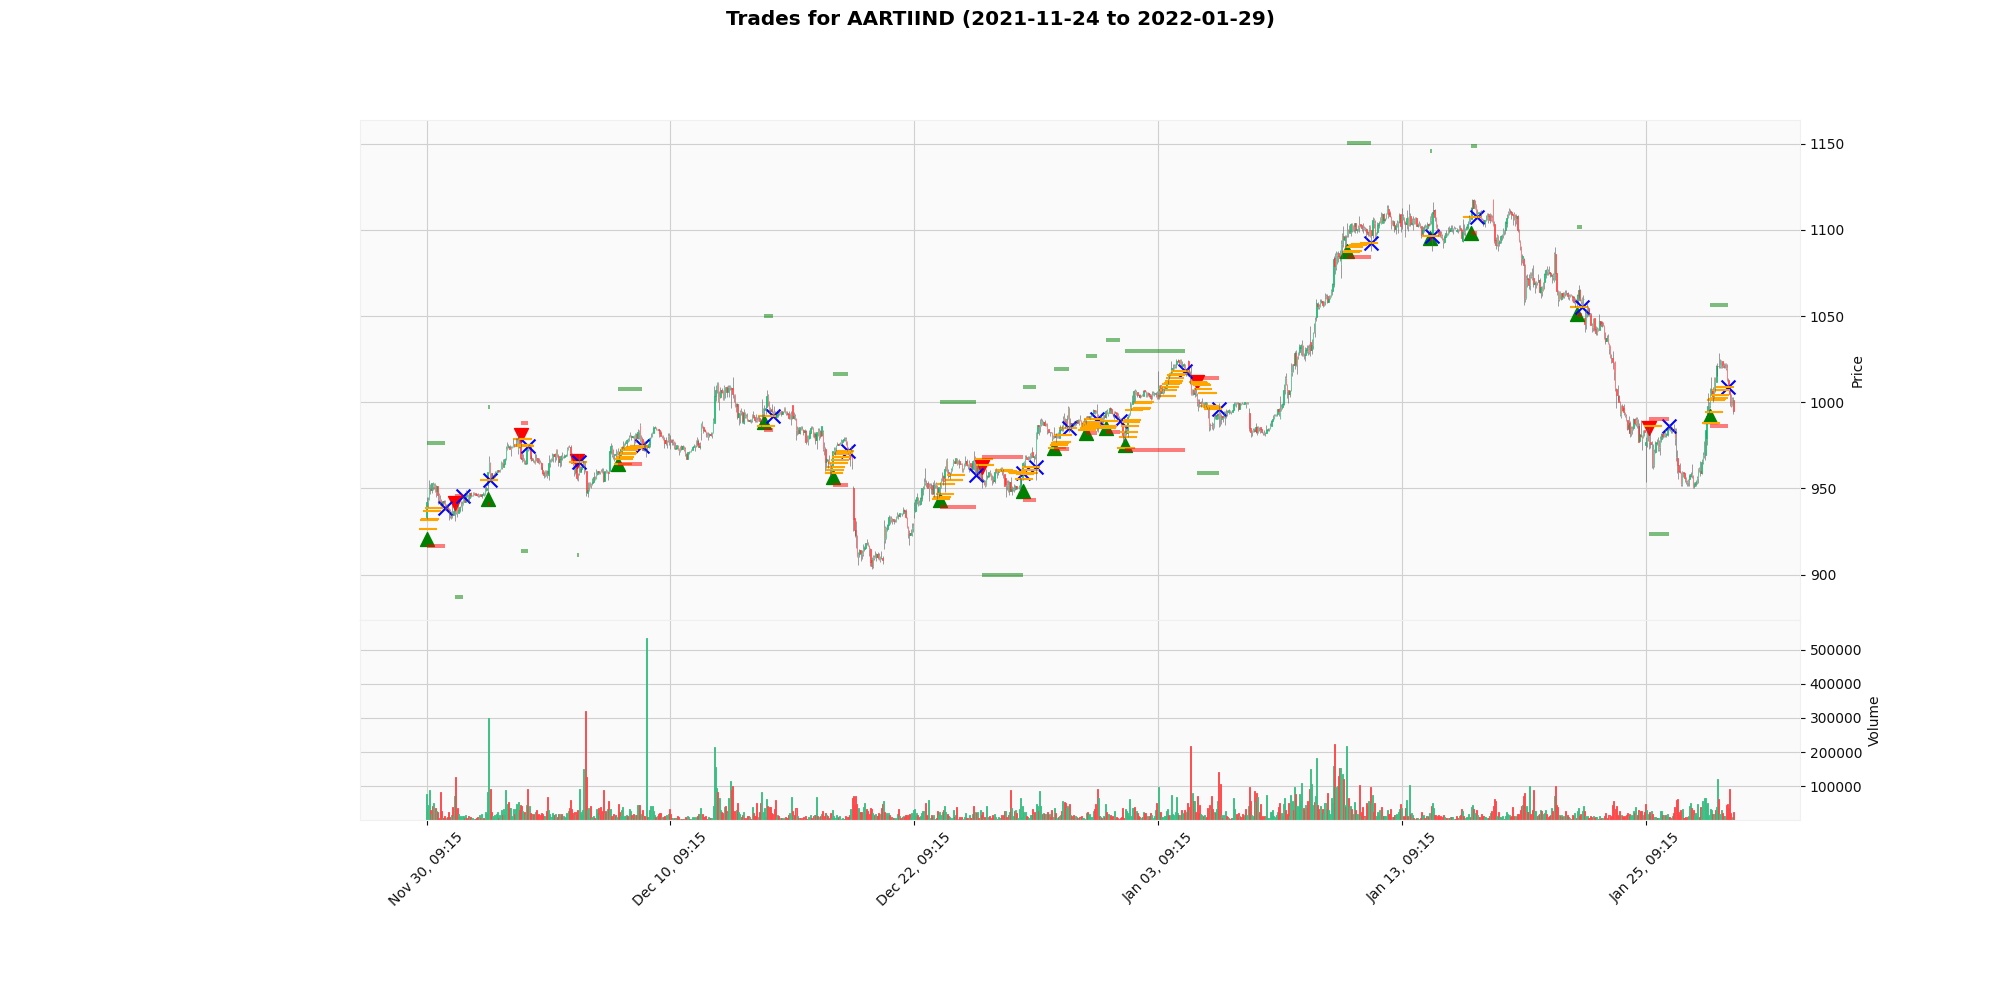 Trades for AARTIIND (2021-11-24 to 2022-01-29)
1150
1100
1050
1000
950
900
Price
500000
400000
300000
200000
100000
Volume
Nov 30, 09:15
Dec 10, 09:15
Dec 22, 09:15
Jan 03, 09:15
Jan 13, 09:15
Jan 25, 09:15